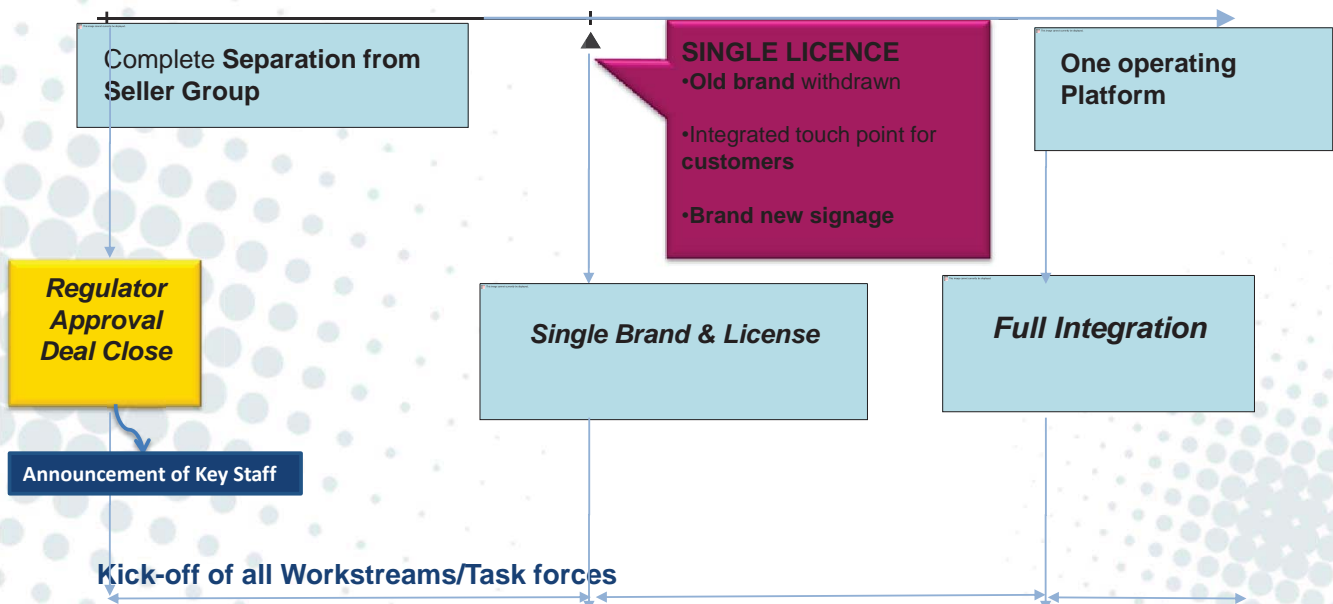 Complete Separation from
Seller Group
SINGLE LICENCE
•Old brand withdrawn
•Integrated touch point for
customers
•Brand new signage
One operating
Platform
Regulator
Approval
Deal Close
Single Brand & License
Full Integration
Announcement of Key Staff
Kick-off of all Workstreams/Task forces